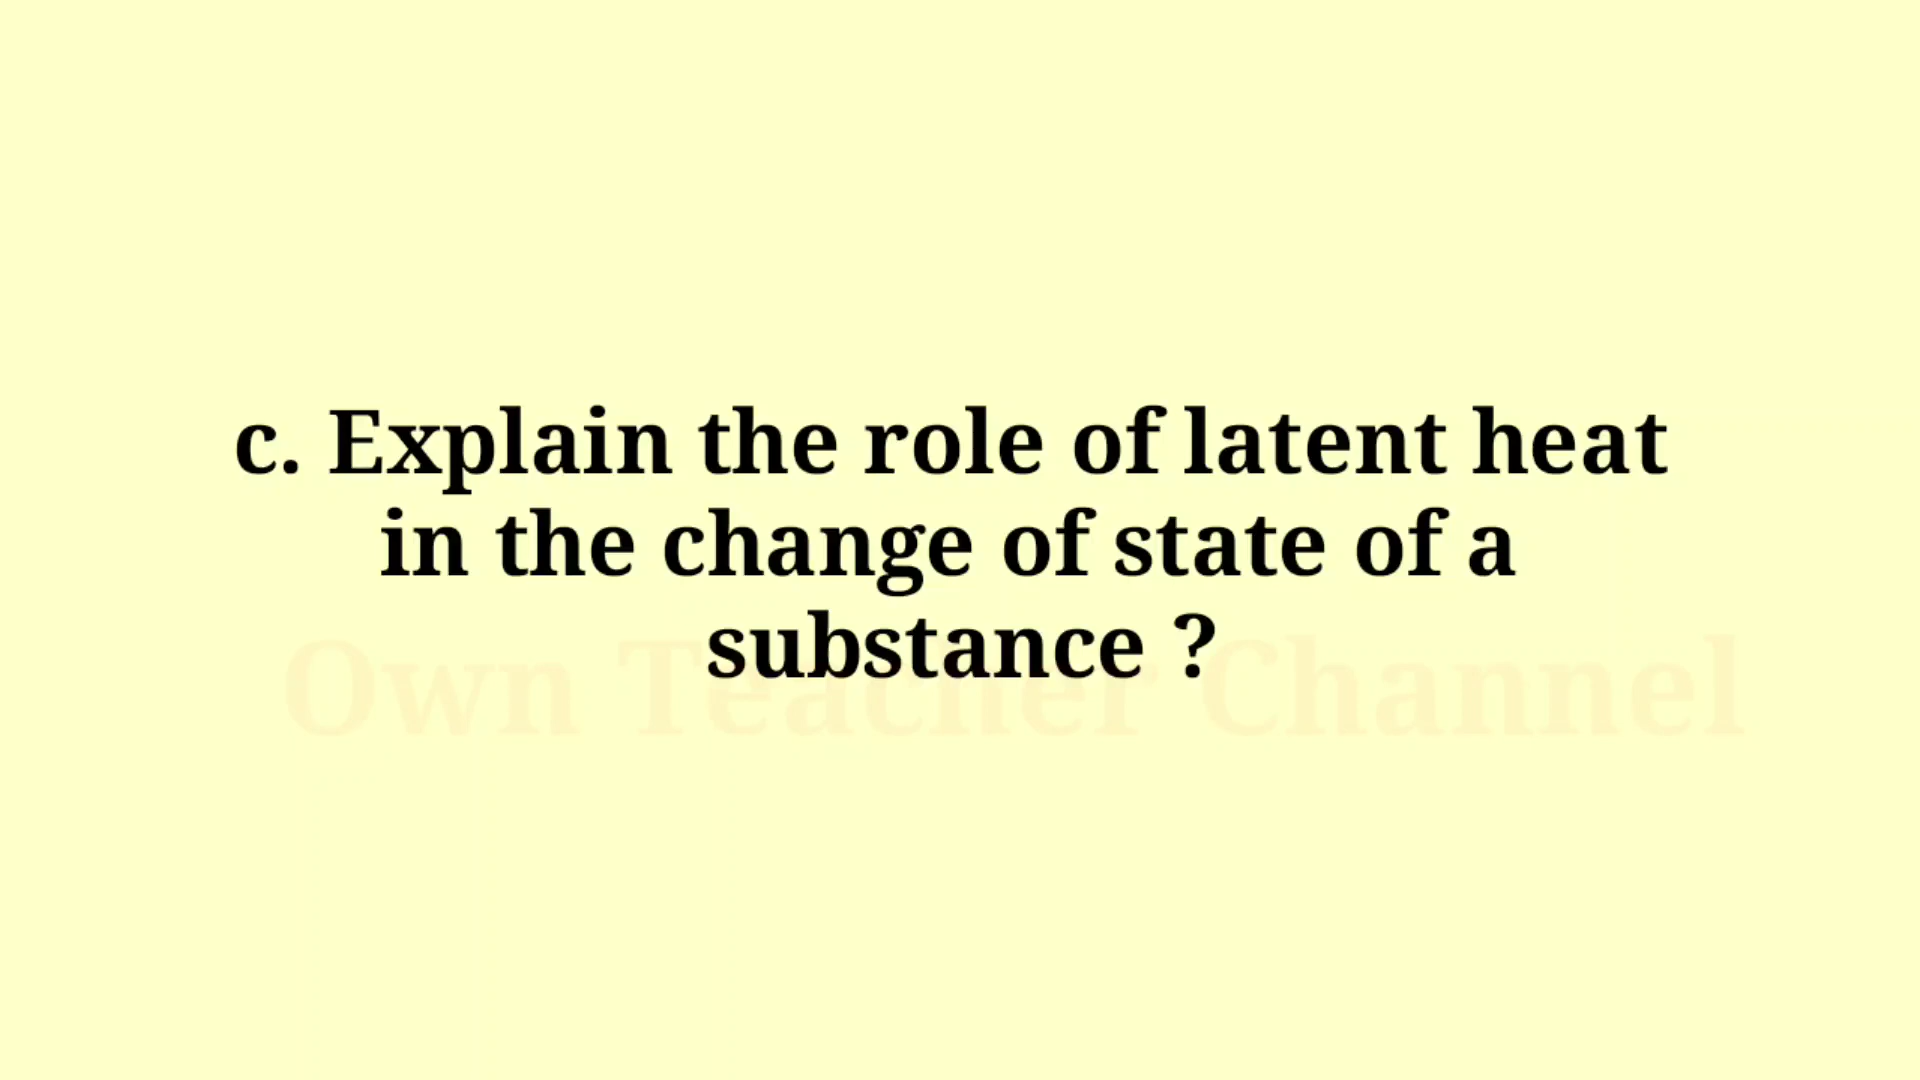 c. Explain the role of latent heat
in the change of state of a
substance ?
Own Teacher Channel